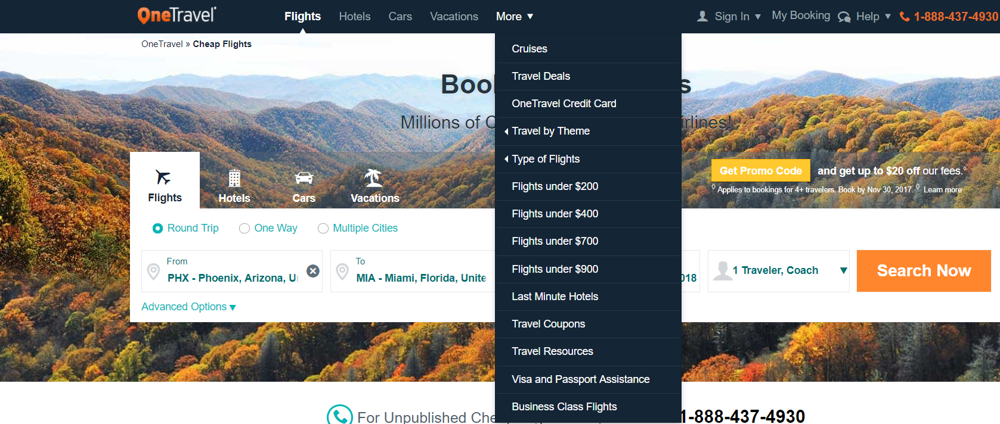 OneTravel
Flights
Hotels
Cars
Vacations
More
Sign In
My Booking
Help
1-888-437-4930
OneTravel » Cheap Flights
Millions of
Cruises
Travel Deals
OneTravel Credit Card
Travel by Theme
Type of Flights
Flights under $200
Flights under $400
Flights under $700
Flights under $900
Last Minute Hotels
Travel Coupons
Travel Resources
Visa and Passport Assistance
Business Class Flights
Flights
Hotels
Cars
Vacations
Get Promo Code and get up to $20 off our fees.◊
◊ Applies to bookings for 4+ travelers. Book by Nov 30, 2017. ◊ Learn more
Round Trip
One Way
Multiple Cities
From
PHX - Phoenix, Arizona, U
To
MIA - Miami, Florida, Unite
018
1 Traveler, Coach
Search Now
Advanced Options
For Unpublished
1-888-437-4930